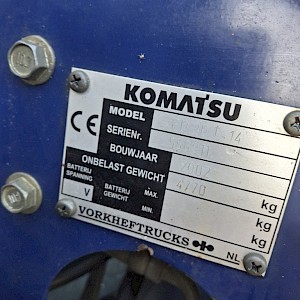 KOMATSU
MODEL
SERIENr.
BOUWJAAR
ONBELAST GEWICHT
4770 kg
BATTERIJ SPANNING
V
BATTERIJ GEWICHT
MAX.
kg
MIN.
kg
VORKHEFTRUCKS
NL
CE